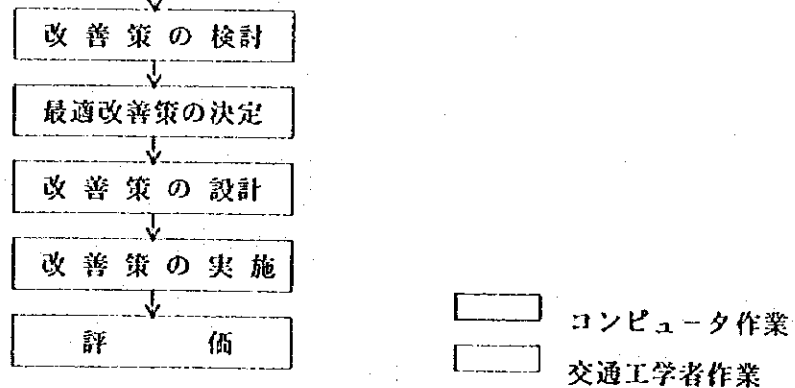 改善策の検討
最適改善策の決定
改善策の設計
改善策の実施
評価
コンピュータ作業
交通工学者作業